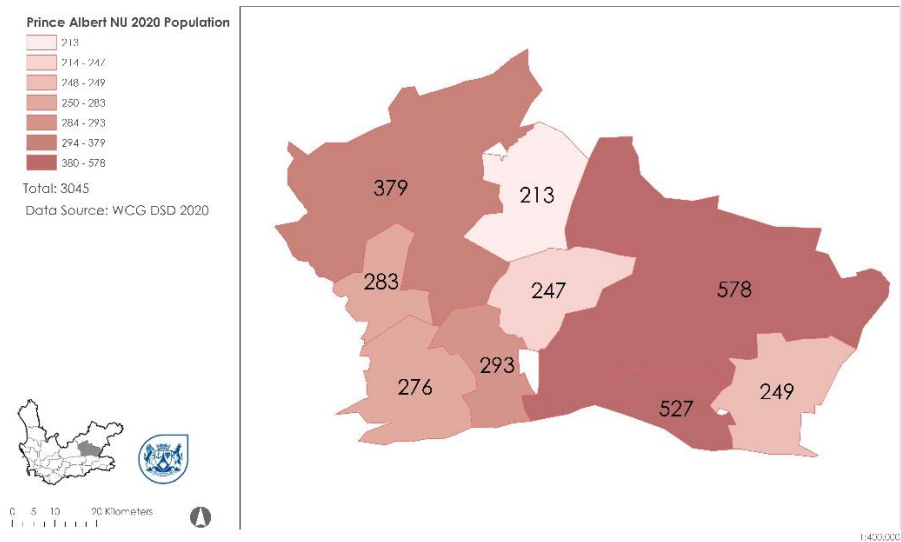 Prince Albert NU 2020 Population
213
214 - 247
248 - 249
250 - 283
284 - 293
294 - 379
380 - 578
Total: 3045
Data Source: WCG DSD 2020
379
213
283
247
578
293
276
249
527
0 5 10 20 Kilometers
1:400,000